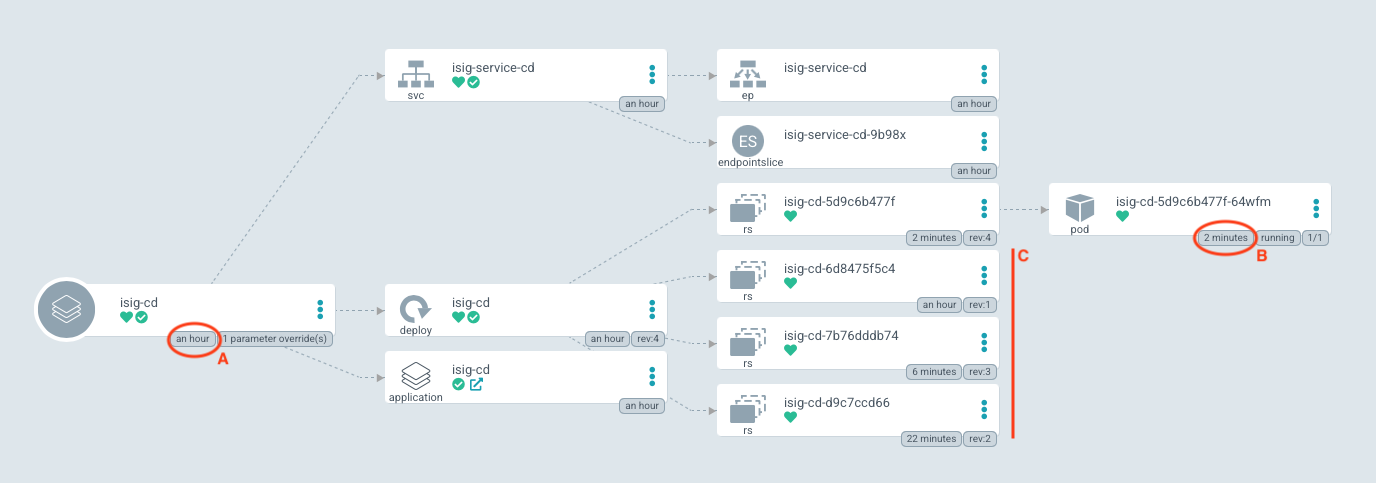 isig-service-cd
svc
an hour
isig-service-cd
ep
an hour
ES
isig-service-cd-9b98x
endpointslice
an hour
isig-cd-5d9c6b477f
rs
2 minutes rev:4
isig-cd-5d9c6b477f-64wfm
pod
2 minutes running 1/1
B
C
isig-cd-6d8475f5c4
rs
an hour rev:1
isig-cd
an hour 1 parameter override(s)
A
isig-cd
deploy
an hour rev:4
isig-cd-7b76dddb74
rs
6 minutes rev:3
isig-cd
application
an hour
isig-cd-d9c7ccd66
rs
22 minutes rev:2